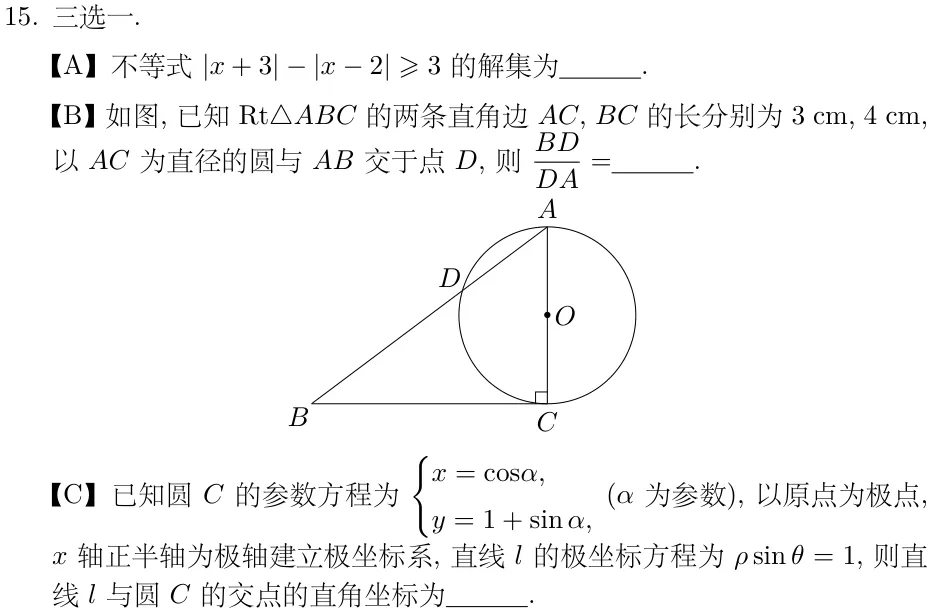 15. 三选一.
【A】不等式 |x + 3| − |x − 2| ⩾ 3 的解集为______.
【B】如图, 已知 Rt△ABC 的两条直角边 AC, BC 的长分别为 3 cm, 4 cm,
以 AC 为直径的圆与 AB 交于点 D, 则 BD/DA =______.
A
D
O
B
C
【C】已知圆 C 的参数方程为 { x = cosα, y = 1 + sin α, (α 为参数), 以原点为极点,
x 轴正半轴为极轴建立极坐标系, 直线 l 的极坐标方程为 ρ sin θ = 1, 则直
线 l 与圆 C 的交点的直角坐标为______.